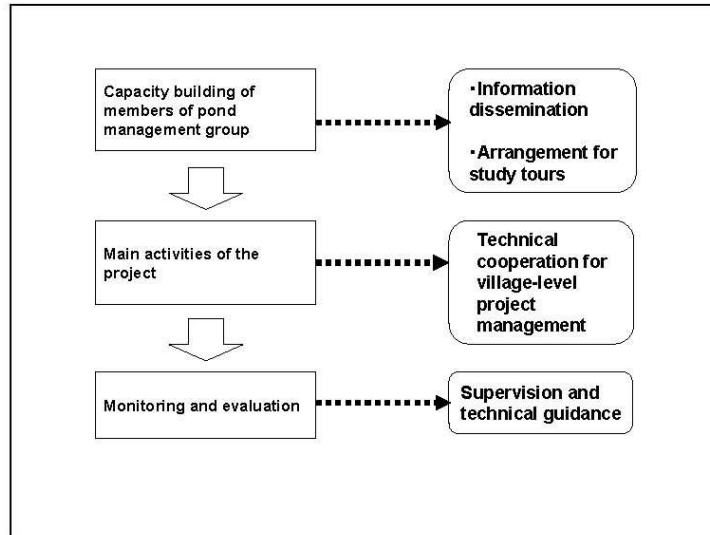 Capacity building of
members of pond
management group
・Information
dissemination
・Arrangement for
study tours
Main activities of the
project
Technical
cooperation for
village-level
project
management
Monitoring and evaluation
Supervision and
technical guidance